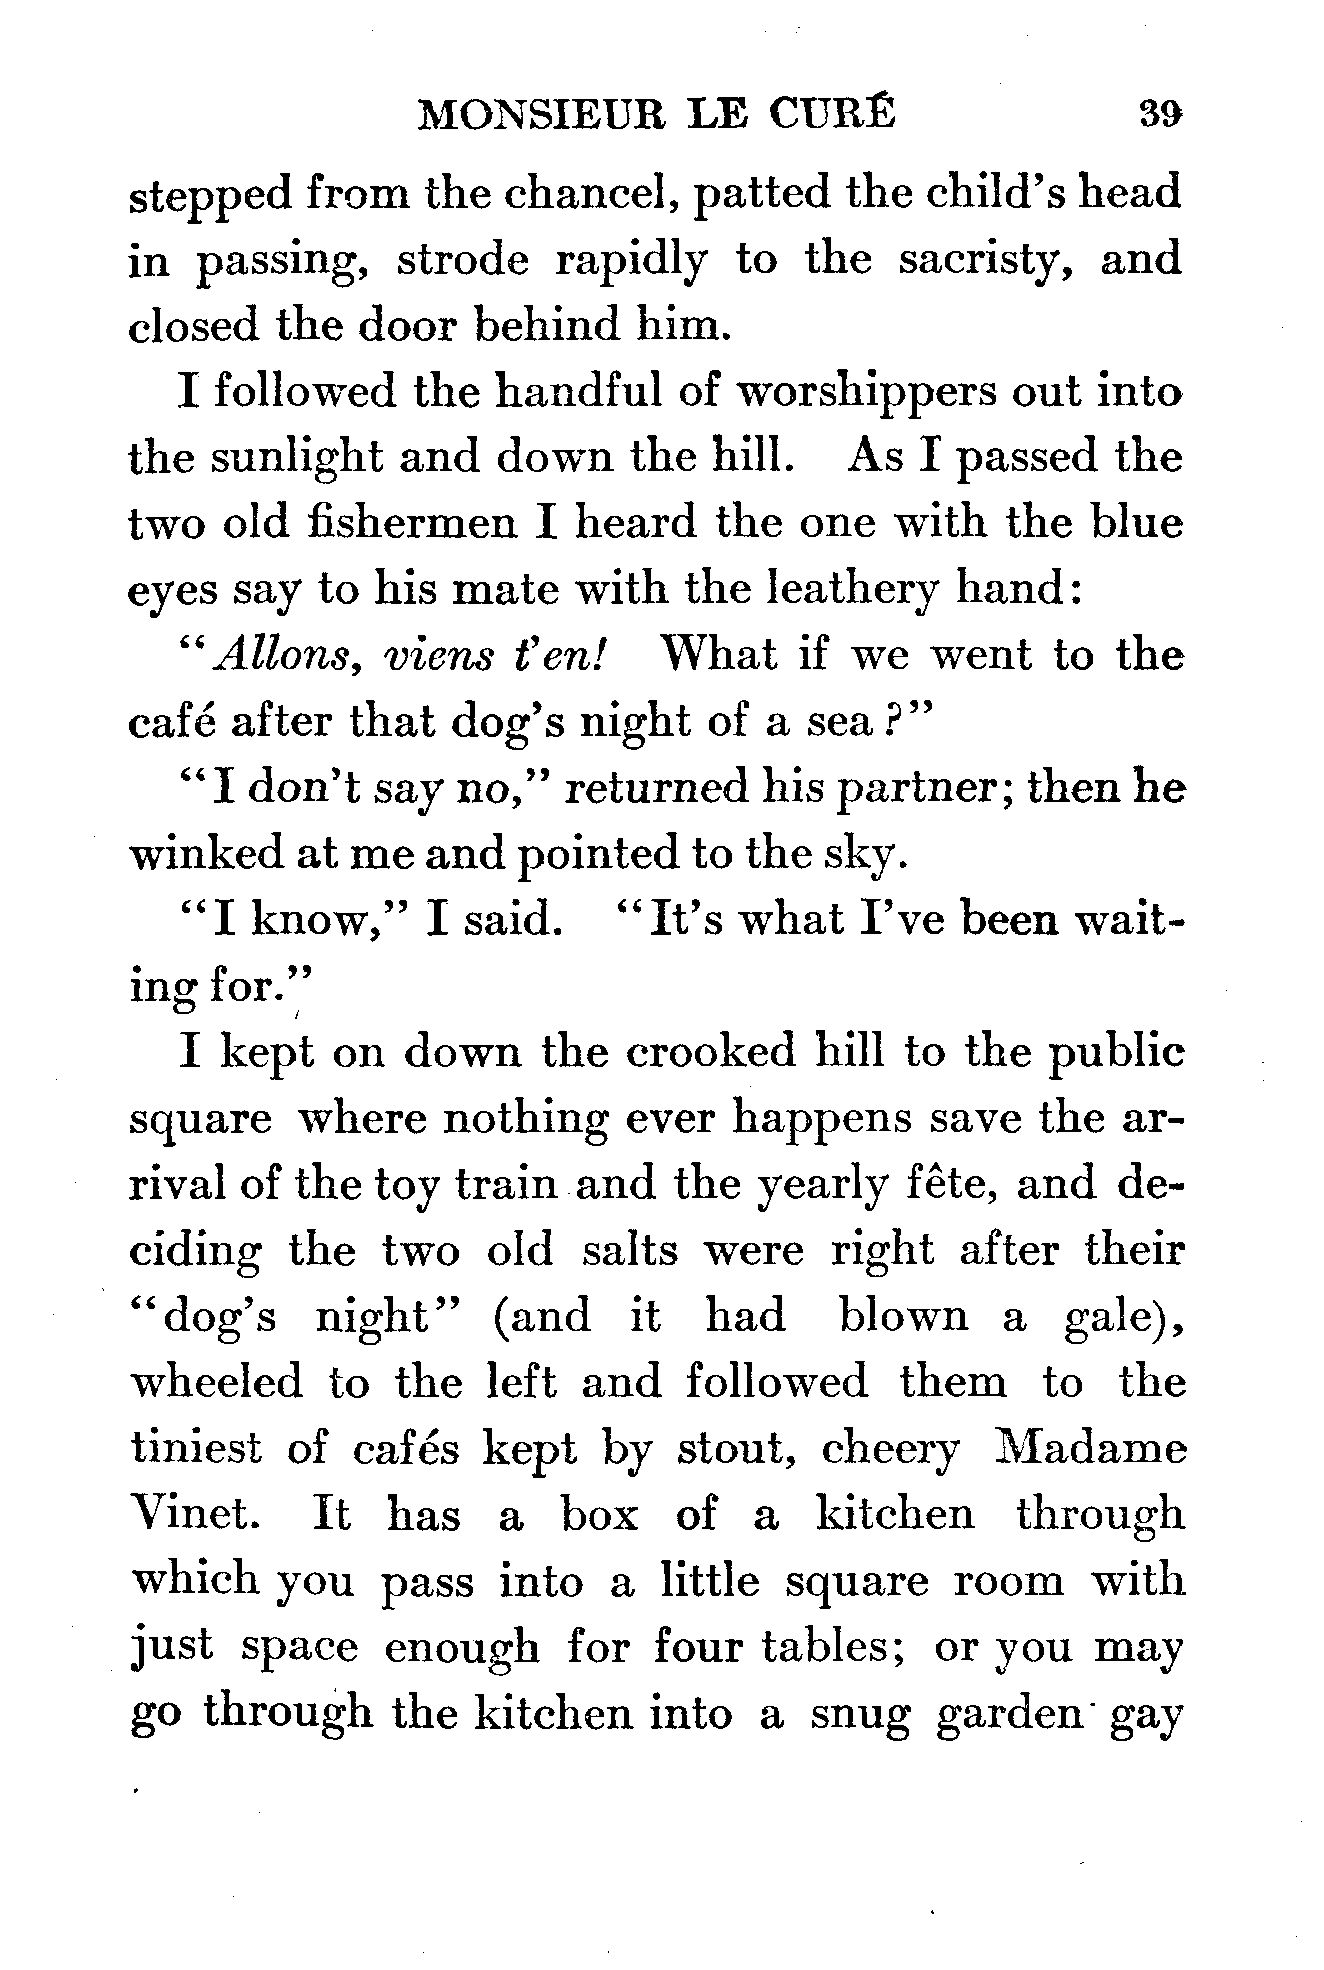 MONSIEUR LE CURÉ 39
stepped from the chancel, patted the child's head
in passing, strode rapidly to the sacristy, and
closed the door behind him.
I followed the handful of worshippers out into
the sunlight and down the hill. As I passed the
two old fishermen I heard the one with the blue
eyes say to his mate with the leathery hand:
“Allons, viens t'en! What if we went to the
café after that dog's night of a sea?”
“I don't say no,” returned his partner; then he
winked at me and pointed to the sky.
“I know,” I said. “It's what I've been wait-
ing for.”
I kept on down the crooked hill to the public
square where nothing ever happens save the ar-
rival of the toy train and the yearly fête, and de-
ciding the two old salts were right after their
“dog's night” (and it had blown a gale),
wheeled to the left and followed them to the
tiniest of cafés kept by stout, cheery Madame
Vinet. It has a box of a kitchen through
which you pass into a little square room with
just space enough for four tables; or you may
go through the kitchen into a snug garden gay